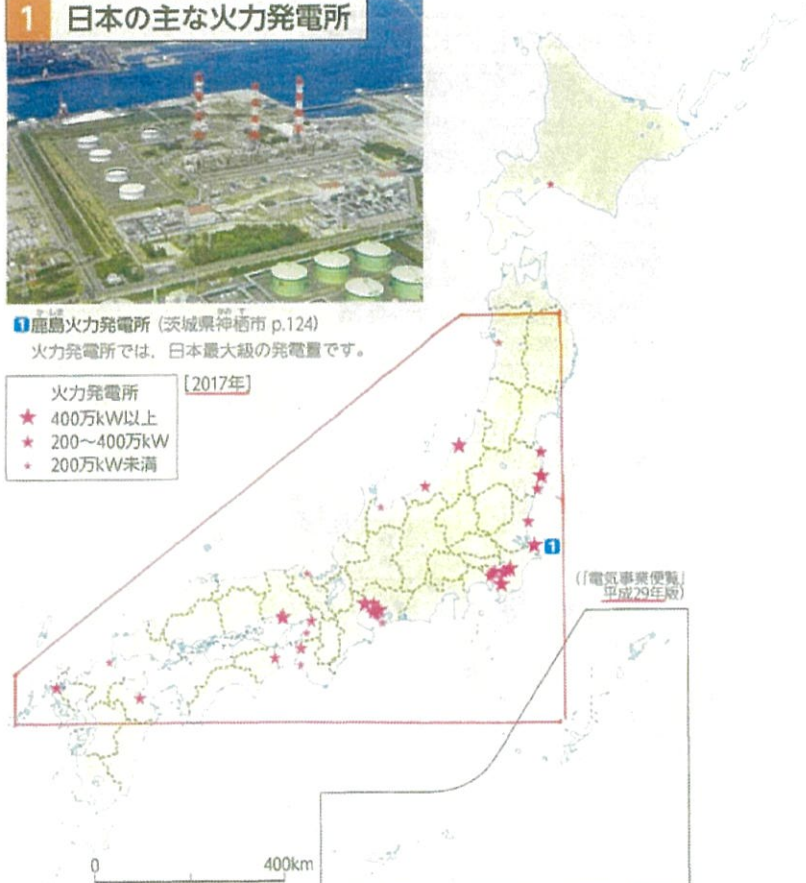 1 日本の主な火力発電所
1 鹿島火力発電所 (茨城県神栖市 p.124)
火力発電所では，日本最大級の発電量です。
[2017年]
火力発電所
★ 400万kW以上
★ 200〜400万kW
★ 200万kW未満
1
(「電気事業便覧」
平成29年版)
0 400km